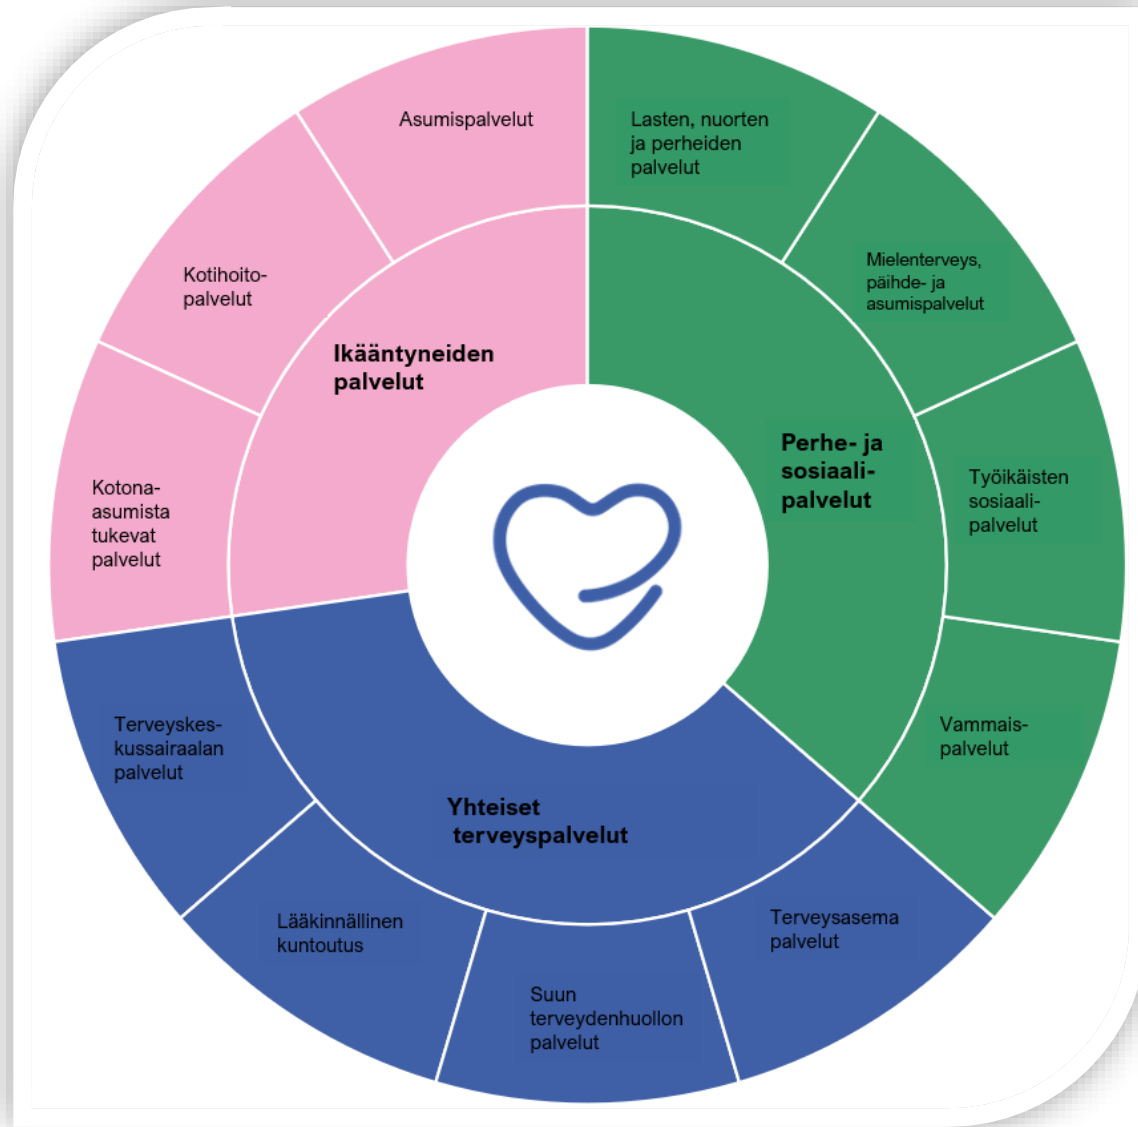 Asumispalvelut
Lasten, nuorten
ja perheiden
palvelut
Kotihoito-
palvelut
Mielenterveys,
päihde- ja
asumispalvelut
Ikääntyneiden
palvelut
Perhe- ja
sosiaali-
palvelut
Kotona-
asumista
tukevat
palvelut
Työikäisten
sosiaali-
palvelut
Terveyskes-
kussairaalan
palvelut
Vammais-
palvelut
Yhteiset
terveyspalvelut
Lääkinnällinen
kuntoutus
Terveysasema
palvelut
Suun
terveydenhuollon
palvelut